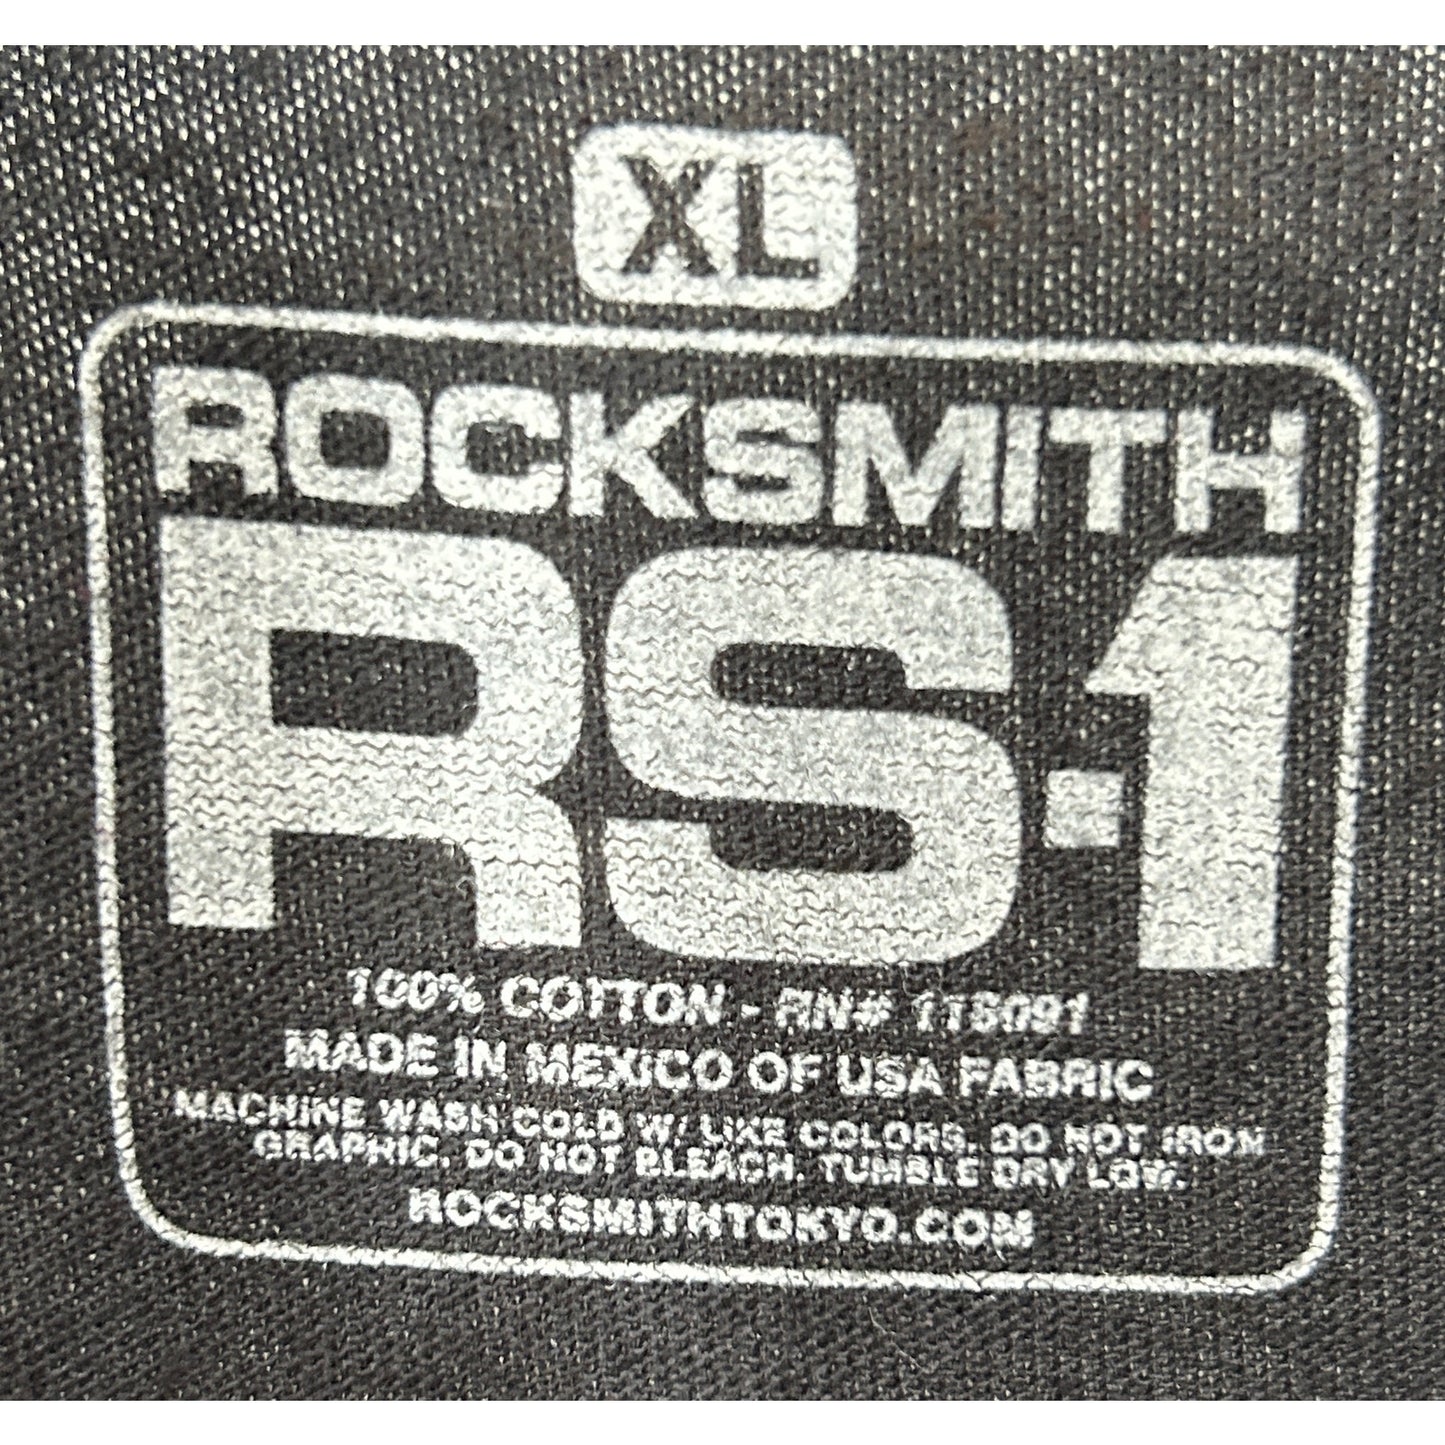 XL
ROCKSMITH
RS-1
100% COTTON - RN#
MADE IN MEXICO OF USA FABRIC
MACHINE WASH COLD W/ LIKE COLORS. DO NOT IRON
GRAPHIC. DO NOT BLEACH. TUMBLE DRY LOW.
ROCKSMITHTOKYO.COM